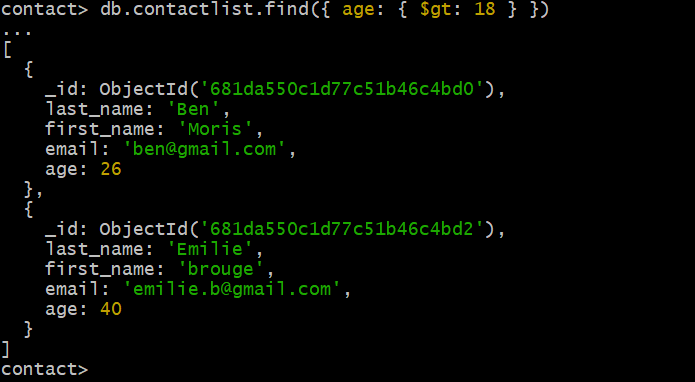 contact> db.contactlist.find({ age: { $gt: 18 } })
...
[
  {
    _id: ObjectId('681da550c1d77c51b46c4bd0'),
    last_name: 'Ben',
    first_name: 'Moris',
    email: 'ben@gmail.com',
    age: 26
  },
  {
    _id: ObjectId('681da550c1d77c51b46c4bd2'),
    last_name: 'Emilie',
    first_name: 'brouge',
    email: 'emilie.b@gmail.com',
    age: 40
  }
]
contact>